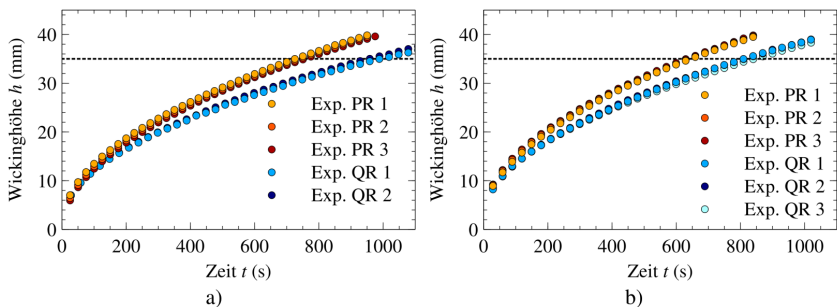 40
30
20
10
0
Wickinghöhe h (mm)
0 200 400 600 800 1000
Zeit t (s)
Exp. PR 1
Exp. PR 2
Exp. PR 3
Exp. QR 1
Exp. QR 2
a)
40
30
20
10
0
Wickinghöhe h (mm)
0 200 400 600 800 1000
Zeit t (s)
Exp. PR 1
Exp. PR 2
Exp. PR 3
Exp. QR 1
Exp. QR 2
Exp. QR 3
b)